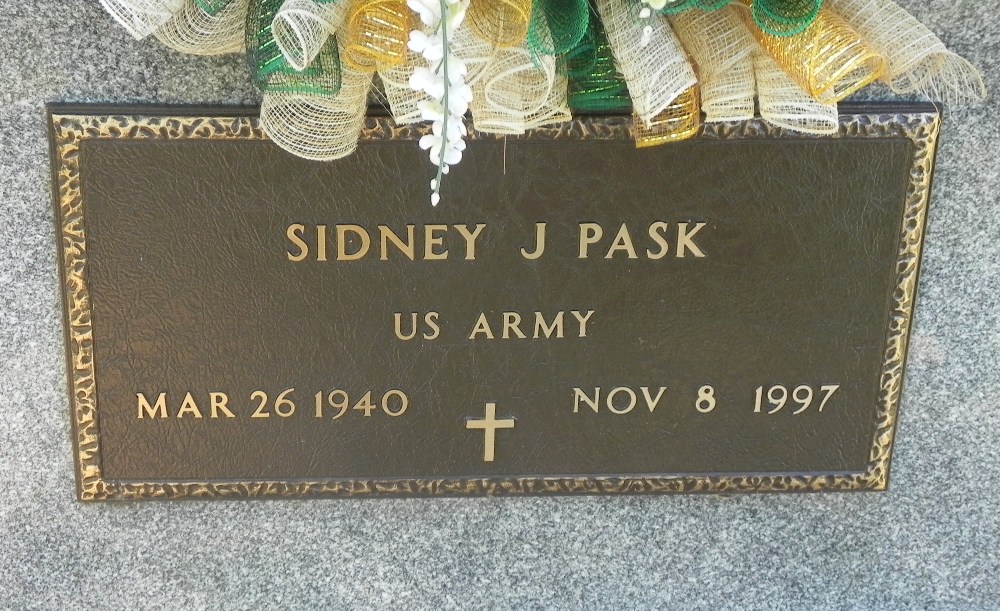 SIDNEY J PASK
US ARMY
MAR 26 1940 NOV 8 1997